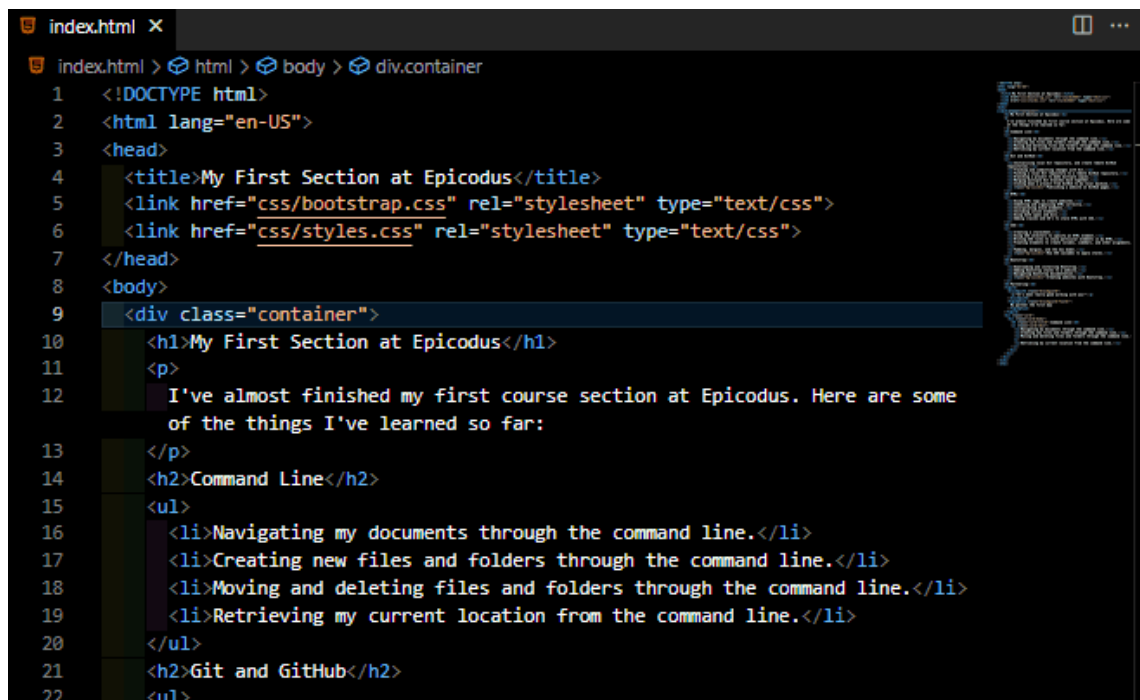 index.html
index.html > html > body > div.container
1 <!DOCTYPE html>
2 <html lang="en-US">
3 <head>
4 <title>My First Section at Epicodus</title>
5 <link href="css/bootstrap.css" rel="stylesheet" type="text/css">
6 <link href="css/styles.css" rel="stylesheet" type="text/css">
7 </head>
8 <body>
9 <div class="container">
10 <h1>My First Section at Epicodus</h1>
11 <p>
12 I've almost finished my first course section at Epicodus. Here are some
of the things I've learned so far:
13 </p>
14 <h2>Command Line</h2>
15 <ul>
16 <li>Navigating my documents through the command line.</li>
17 <li>Creating new files and folders through the command line.</li>
18 <li>Moving and deleting files and folders through the command line.</li>
19 <li>Retrieving my current location from the command line.</li>
20 </ul>
21 <h2>Git and GitHub</h2>
22 <ul>